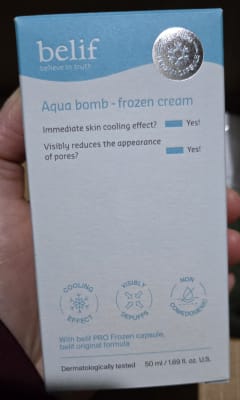 belif
believe in truth
Aqua bomb - frozen cream
Immediate skin cooling effect?
Yes!
Visibly reduces the appearance
of pores?
Yes!
COOLING
EFFECT
VISIBLY
DEPUFFS
NON
COMEDOGENIC
With belif PRO Frozen capsule,
belif original formula
Dermatologically tested
50 ml / 1.69 fl. oz. U.S.